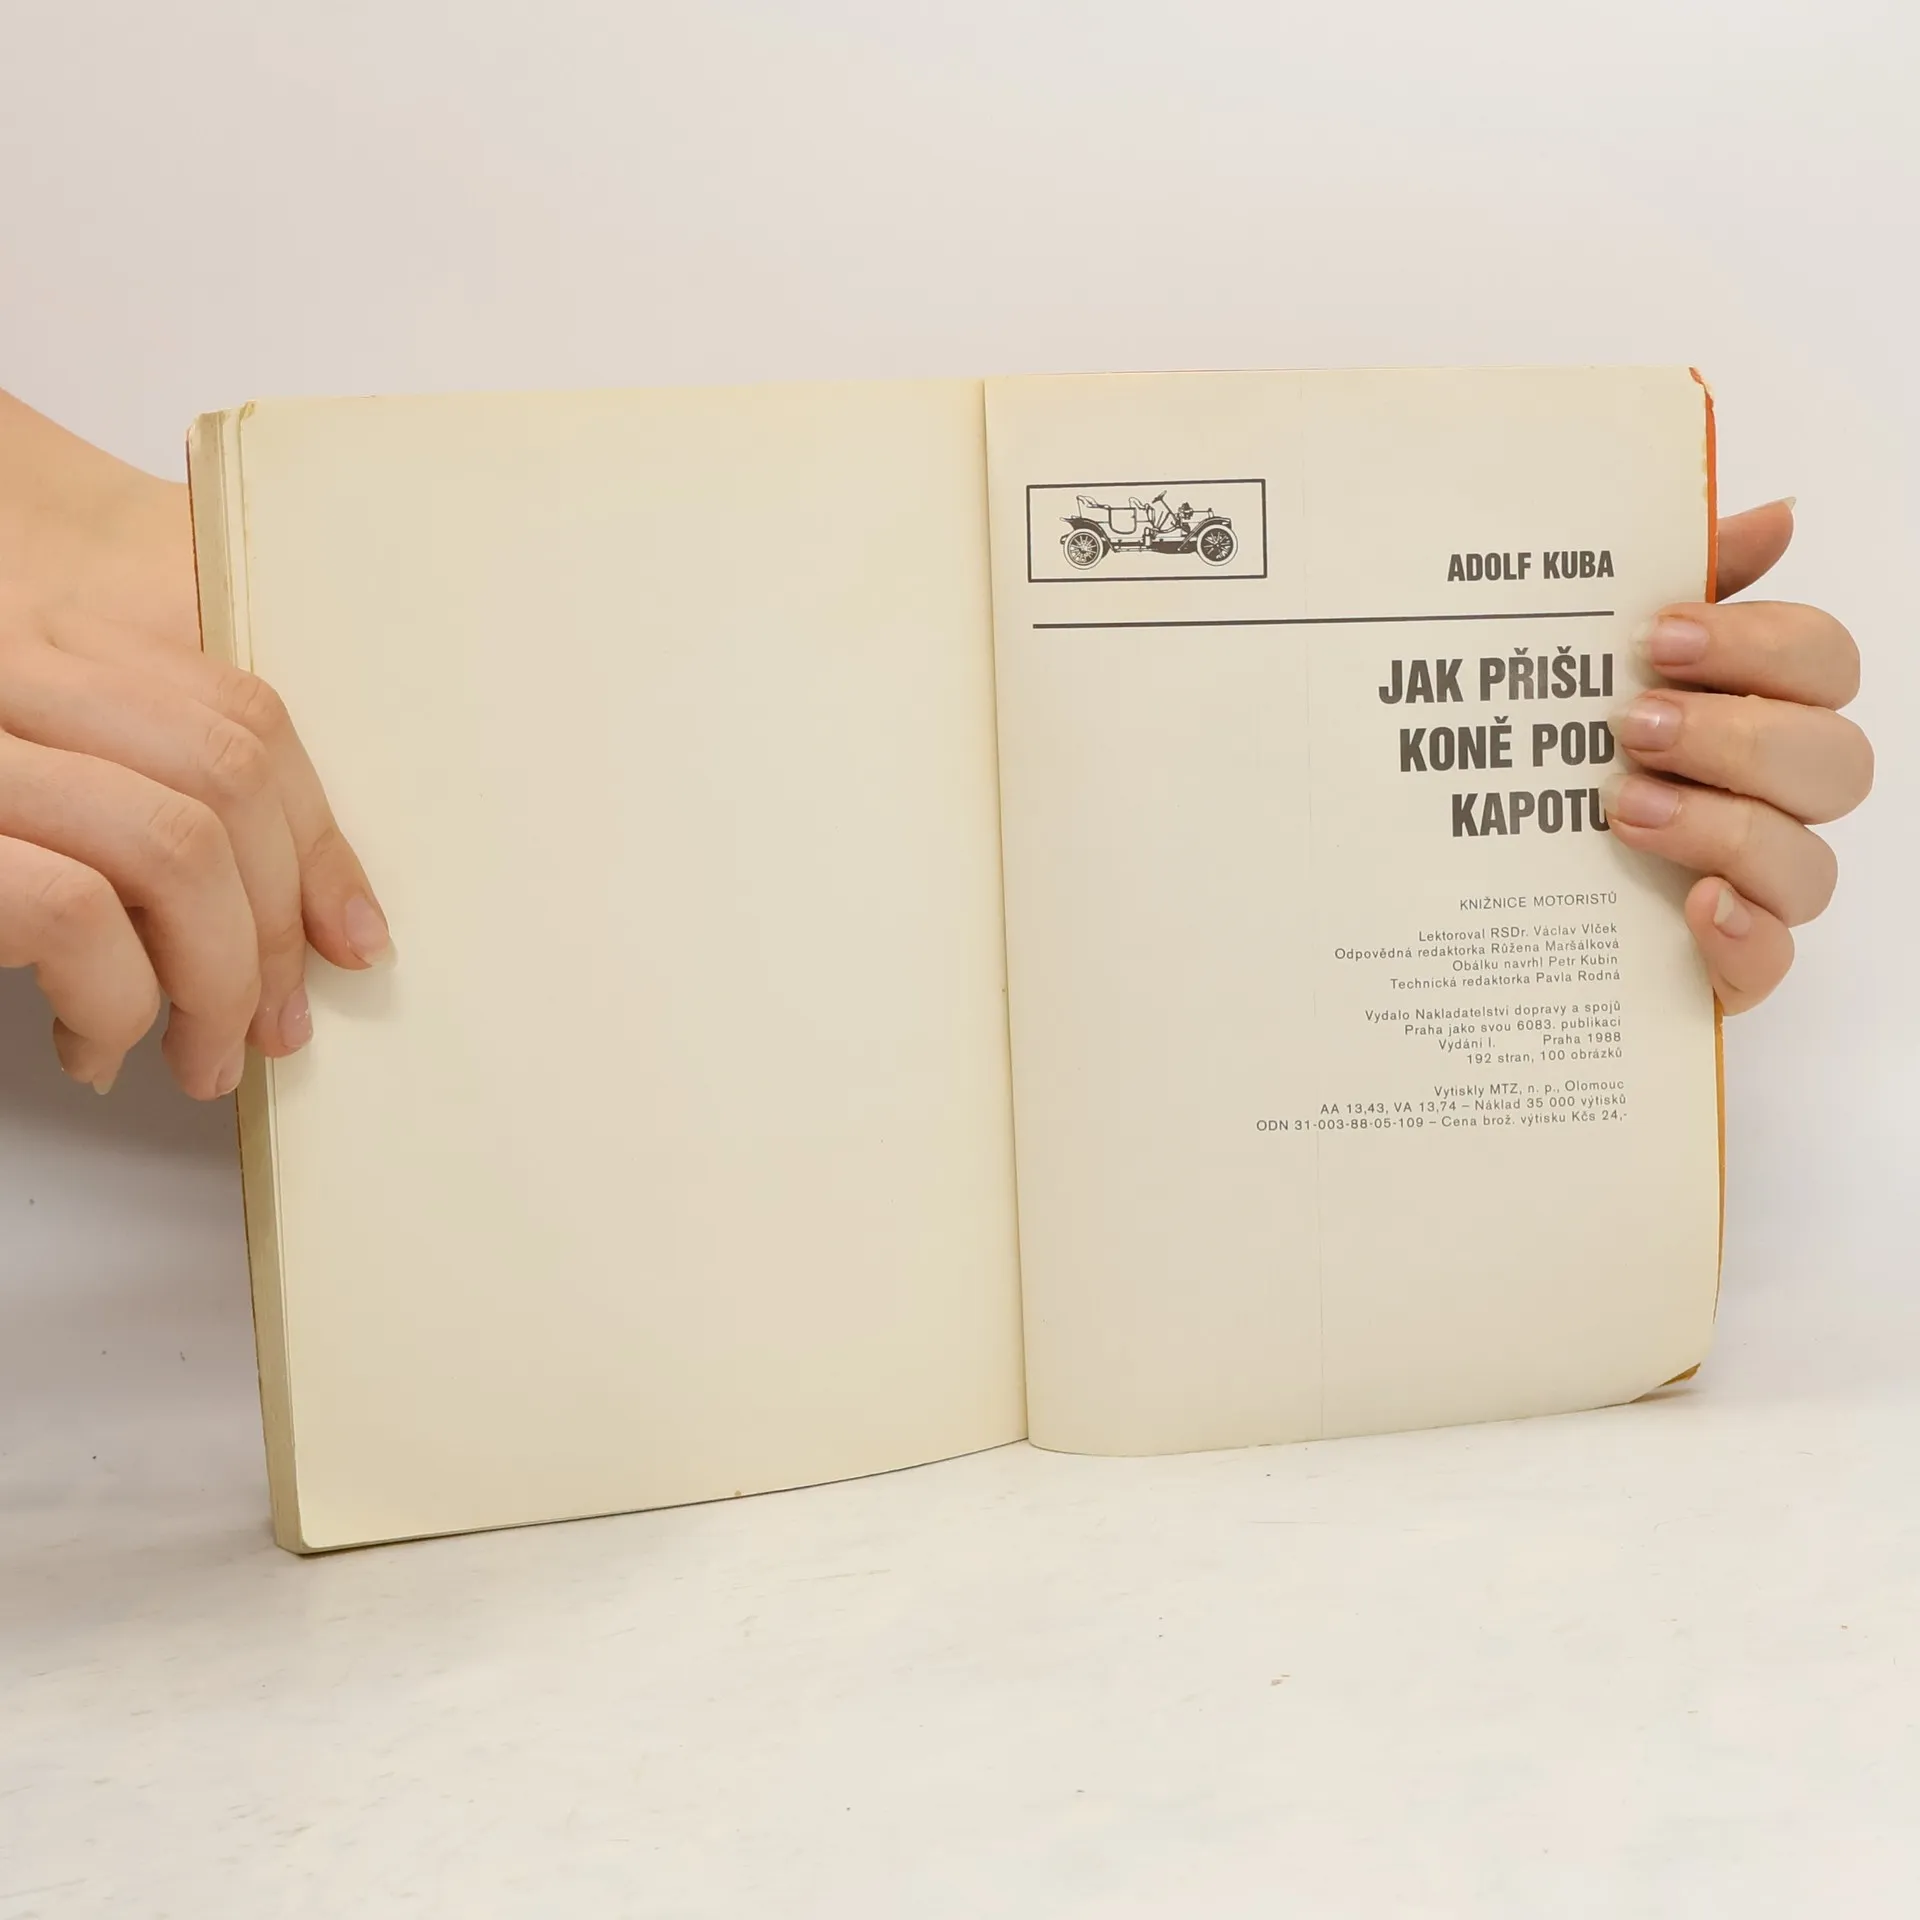 ADOLF KUBA
JAK PŘIŠLI
KONĚ POD
KAPOTU
KNIŽNICE MOTORISTŮ
Lektoroval RSDr. Václav Vlček
Odpovědná redaktorka Růžena Maršálková
Obálku navrhl Petr Kubín
Technická redaktorka Pavla Rodná
Vydalo Nakladatelství dopravy a spojů
Praha jako svou 6083. publikaci
Vydání I. Praha 1988
192 stran, 100 obrázků
Vytiskly MTZ, n. p., Olomouc
AA 13,43, VA 13,74 – Náklad 35 000 výtisků
ODN 31-003-88-05-109 – Cena brož. výtisku Kčs 24,-